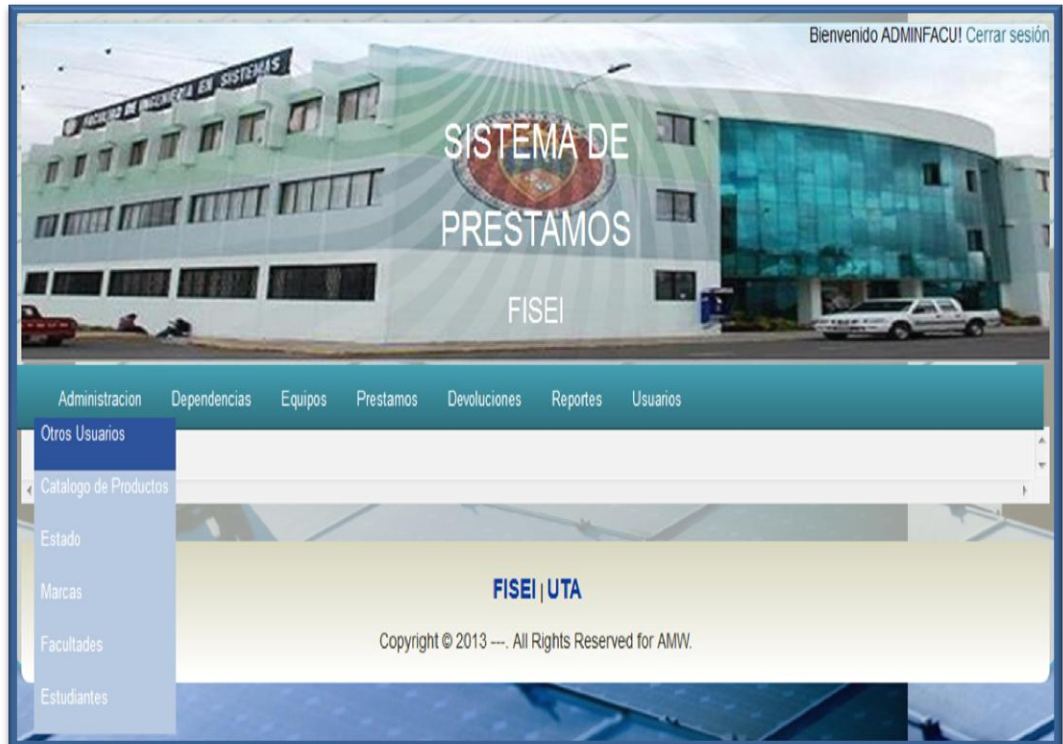 Bienvenido ADMINFACU! Cerrar sesión
FACULTAD DE INGENIERIA EN SISTEMAS
SISTEMA DE
PRESTAMOS
FISEI
Administracion Dependencias Equipos Prestamos Devoluciones Reportes Usuarios
Otros Usuarios
Catalogo de Productos
Estado
Marcas
Facultades
Estudiantes
FISEI | UTA
Copyright © 2013 ---. All Rights Reserved for AMW.